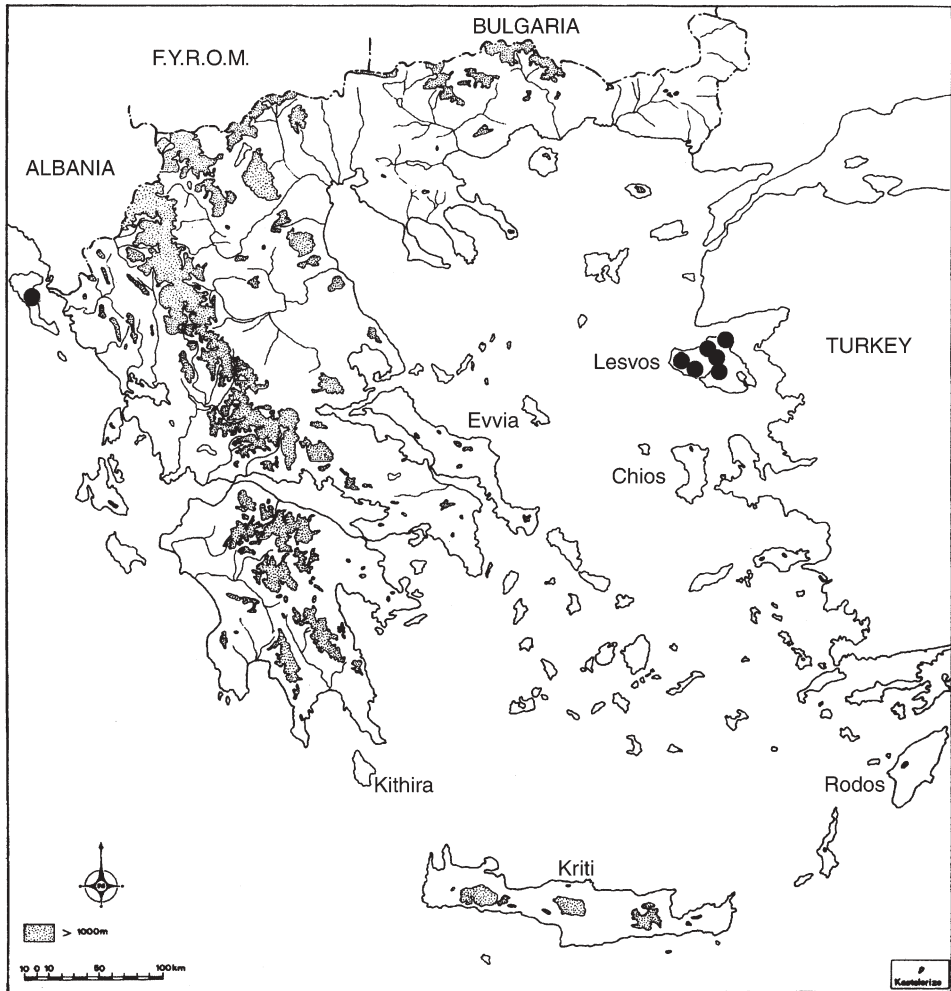 BULGARIA
F.Y.R.O.M.
ALBANIA
TURKEY
Lesvos
Evvia
Chios
Kithira
Rodos
Kriti
> 1000m
10 0 10 50 100km
Kastelorizo